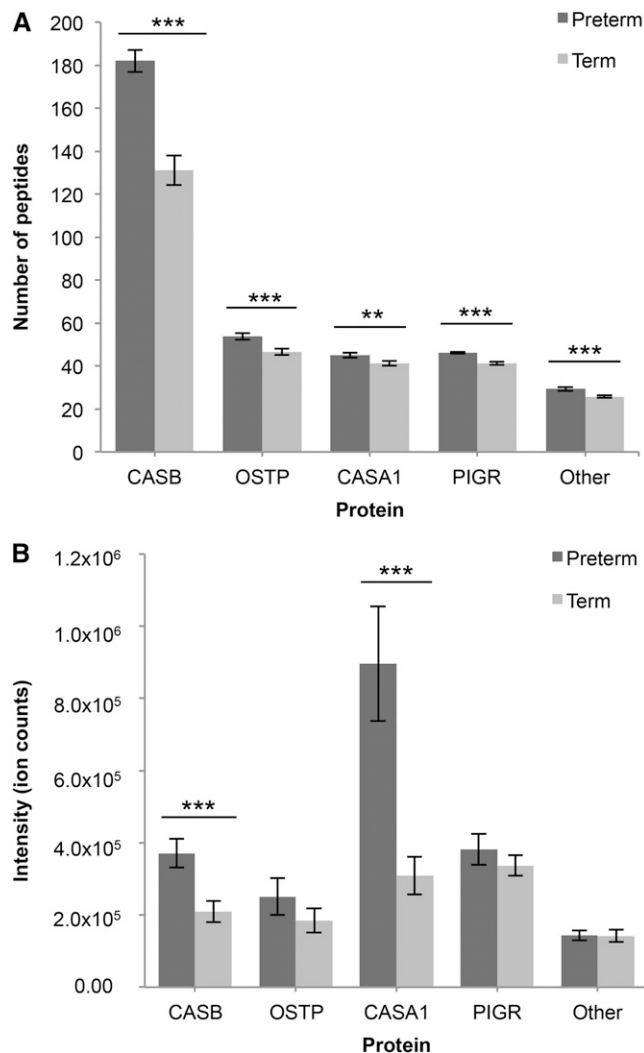 A
Preterm
Term
Number of peptides
200
180
160
140
120
100
80
60
40
20
0
***
***
**
***
***
CASB OSTP CASA1 PIGR Other
Protein
B
Preterm
Term
Intensity (ion counts)
1.2x10⁶
1.0x10⁶
8.0x10⁵
6.0x10⁵
4.0x10⁵
2.0x10⁵
0.00
***
***
CASB OSTP CASA1 PIGR Other
Protein